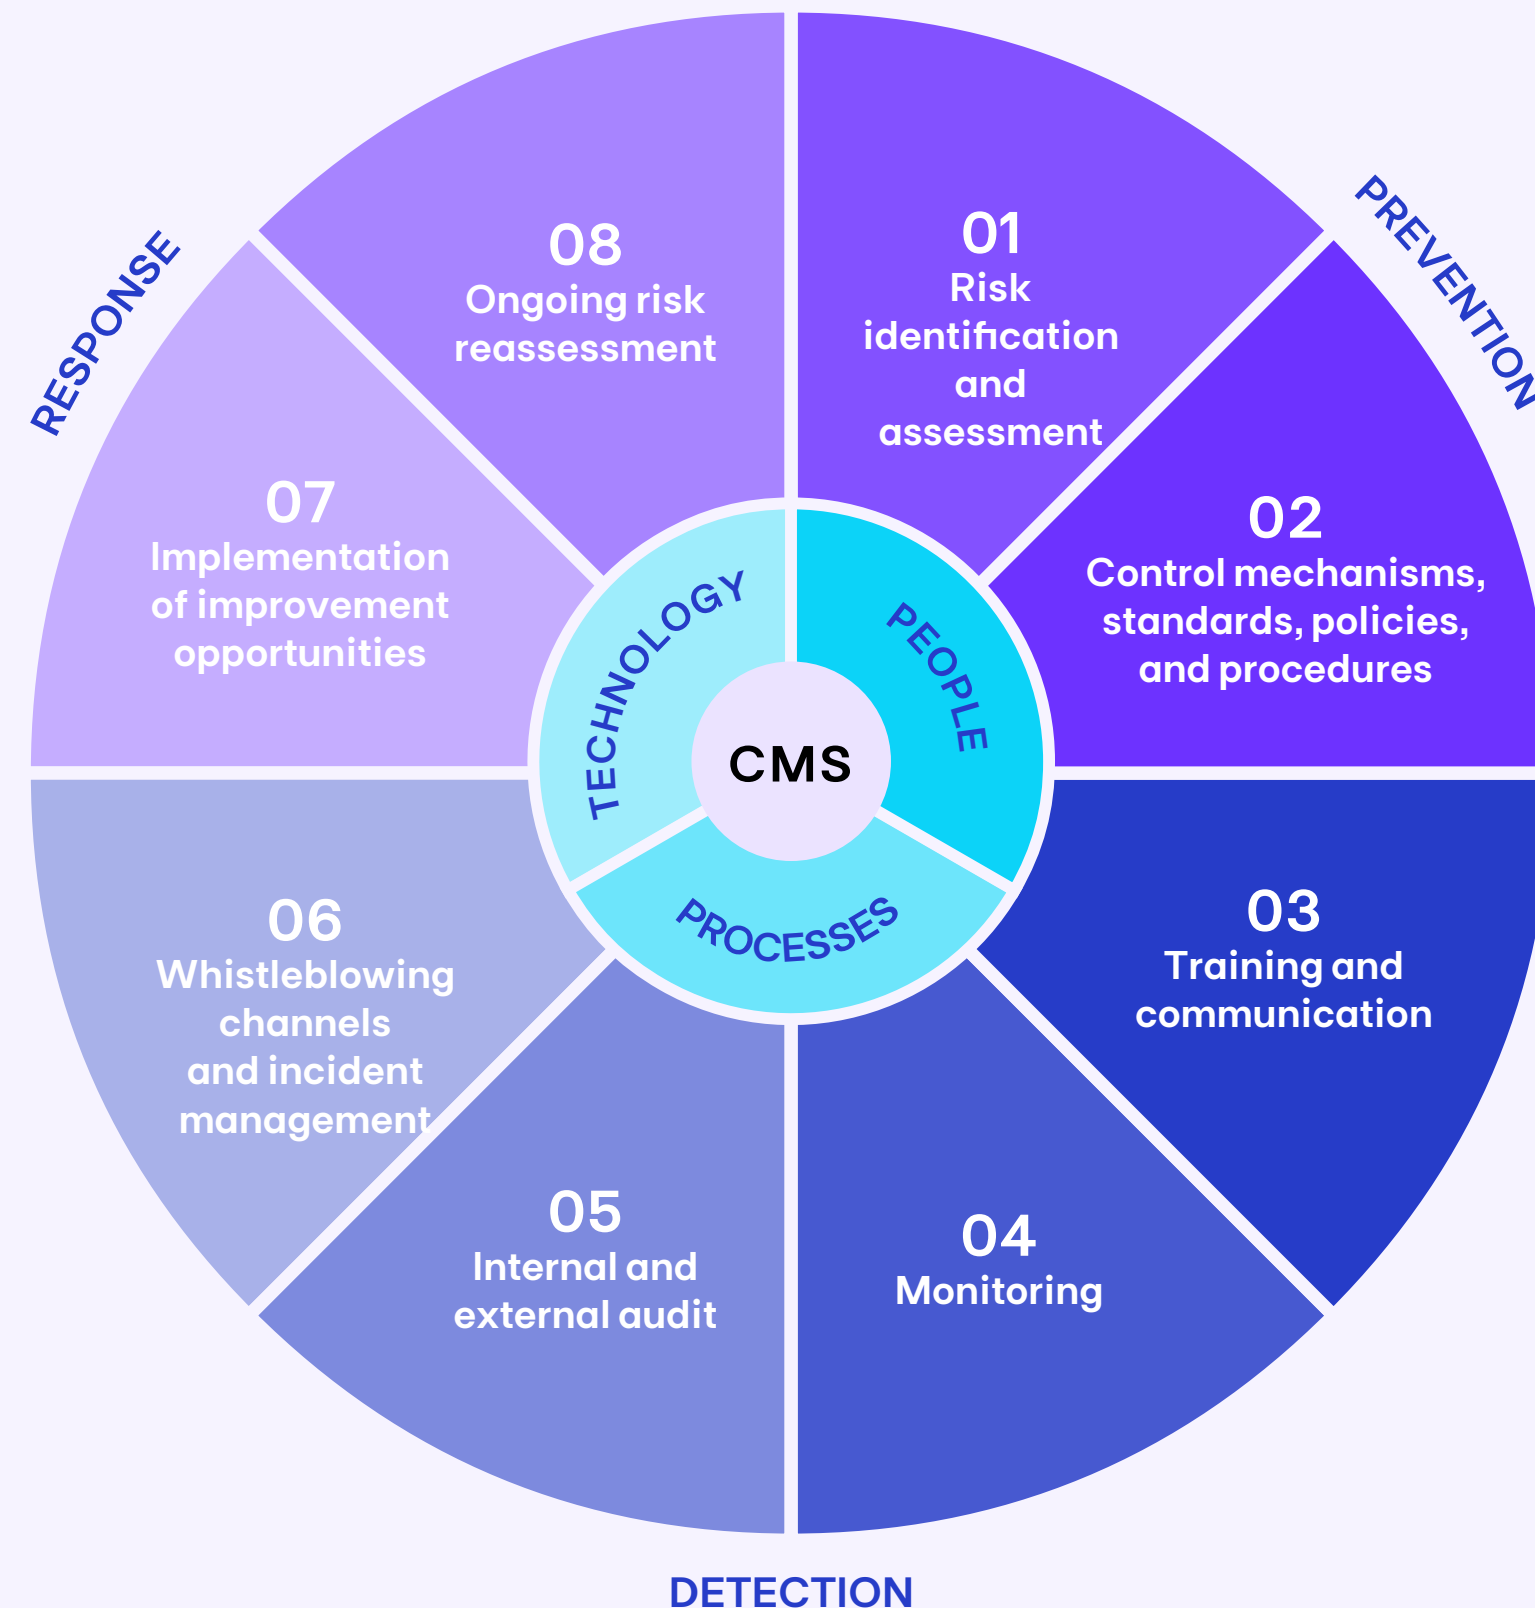 01
Risk
identification
and
assessment
02
Control mechanisms,
standards, policies,
and procedures
03
Training and
communication
04
Monitoring
05
Internal and
external audit
06
Whistleblowing
channels
and incident
management
07
Implementation
of improvement
opportunities
08
Ongoing risk
reassessment
PREVENTION
DETECTION
RESPONSE
PEOPLE
PROCESSES
TECHNOLOGY
CMS